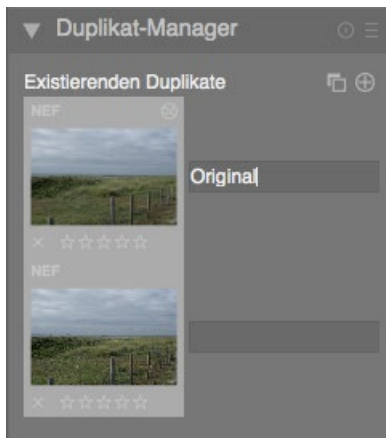 Duplikat-Manager
Existierenden Duplikate
NEF
Original
NEF